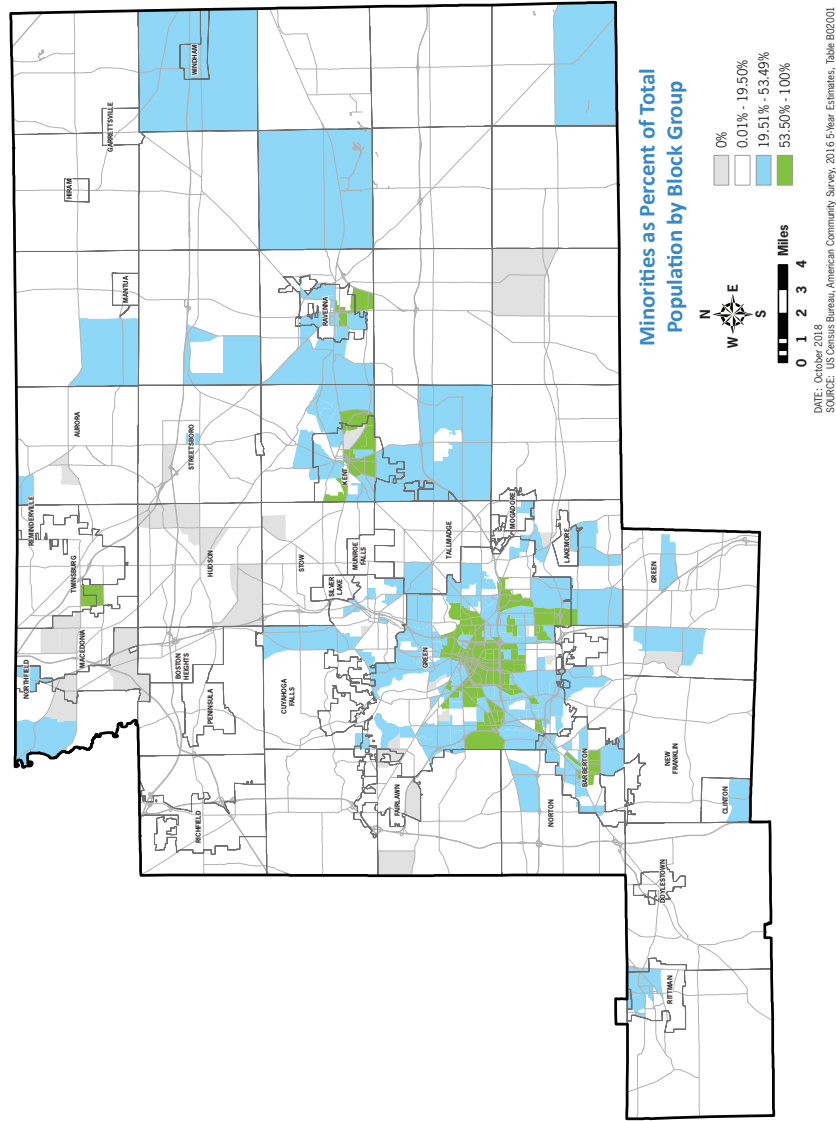 WINDHAM
GARRETTSVILLE
HIRAM
MANTUA
RAVENNA
AURORA
STREETSBORO
KENT
REMINDERVILLE
TWINSBURG
HUDSON
STOW
MUNROE
FALLS
SILVER
LAKE
TALLMADGE
MOGADORE
LAKEMORE
GREEN
NORTHFIELD
MACEDONIA
BOSTON
HEIGHTS
PENINSULA
CUYAHOGA
FALLS
GREEN
RICHFIELD
FAIRLAWN
NORTON
BARBERTON
NEW
FRANKLIN
CLINTON
DOYLESTOWN
RITTMAN
Minorities as Percent of Total
Population by Block Group
0%
0.01% - 19.50%
19.51% - 53.49%
53.50% - 100%
N
W E
S
Miles
0 1 2 3 4
DATE: October 2018
SOURCE: US Census Bureau, American Community Survey, 2016 5-Year Estimates, Table B02001